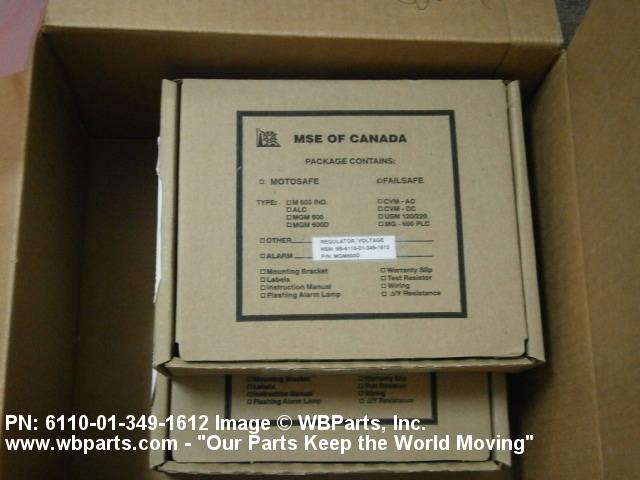 MSE OF CANADA
PACKAGE CONTAINS:
MOTOSAFE FAILSAFE
TYPE: M 603 IND. CVM - AC
ALC CVM - DC
MGM 600 USM 120/220
MGM 600D MG - 600 PLC
OTHER REGULATOR, VOLTAGE
NSN: 9B-6110-01-349-1612
ALARM P/N: MGM600D
Mounting Bracket Warranty Slip
Labels Test Resistor
Instruction Manual Wiring
Flashing Alarm Lamp Δ/Y Resistance
Mounting Bracket Warranty Slip
Labels Test Resistor
Instruction Manual Wiring
Flashing Alarm Lamp Δ/Y Resistance
PN: 6110-01-349-1612 Image © WBParts, Inc.
www.wbparts.com - "Our Parts Keep the World Moving"